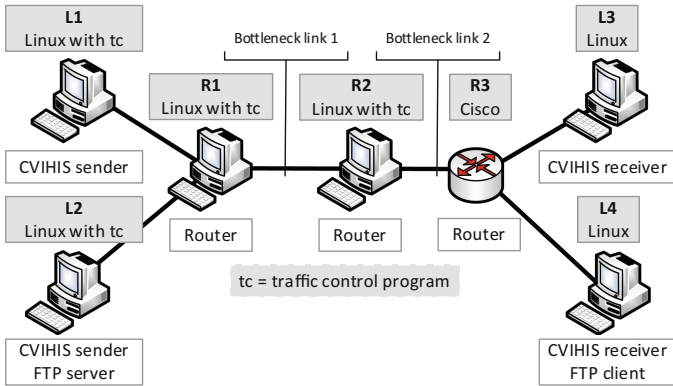 L1
Linux with tc
CVIHIS sender
L2
Linux with tc
CVIHIS sender
FTP server
R1
Linux with tc
Router
Bottleneck link 1
R2
Linux with tc
Router
Bottleneck link 2
R3
Cisco
Router
L3
Linux
CVIHIS receiver
L4
Linux
CVIHIS receiver
FTP client
tc = traffic control program